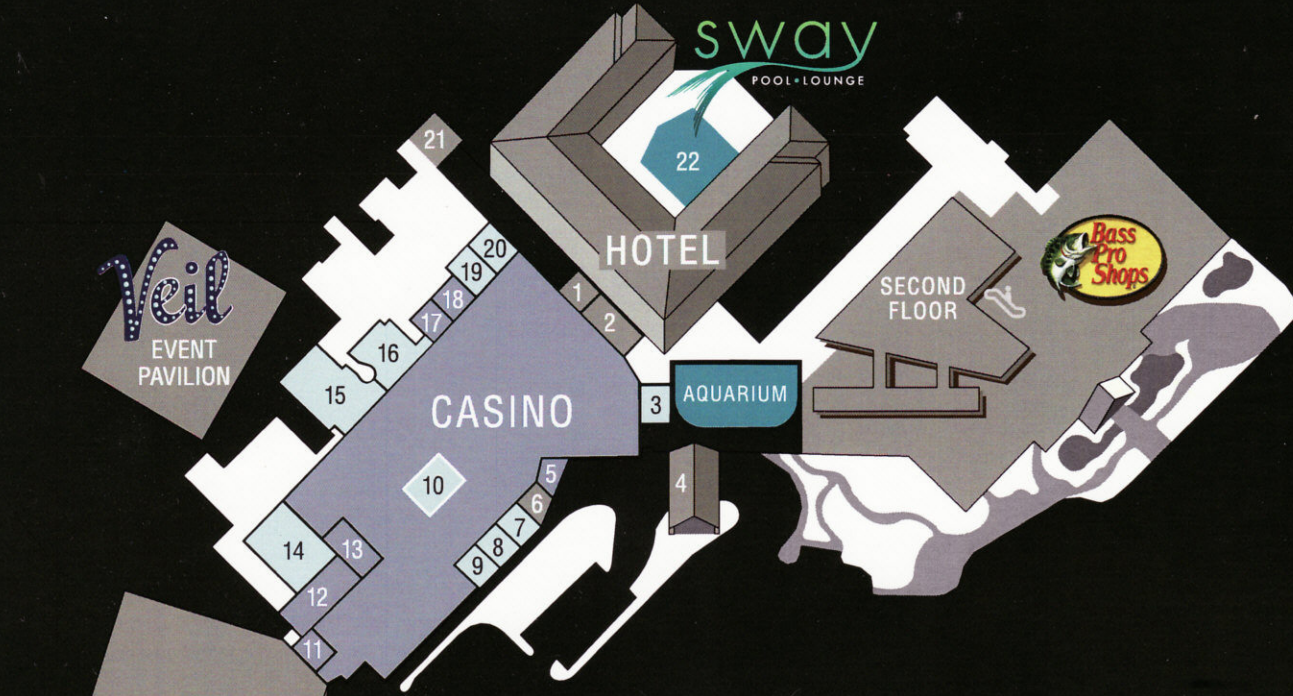 sway
POOL•LOUNGE
21
22
HOTEL
Bass
Pro
Shops
Veil
EVENT
PAVILION
20
19
18
17
1
2
SECOND
FLOOR
16
15
CASINO
3
AQUARIUM
10
5
4
6
7
8
9
14
13
12
11